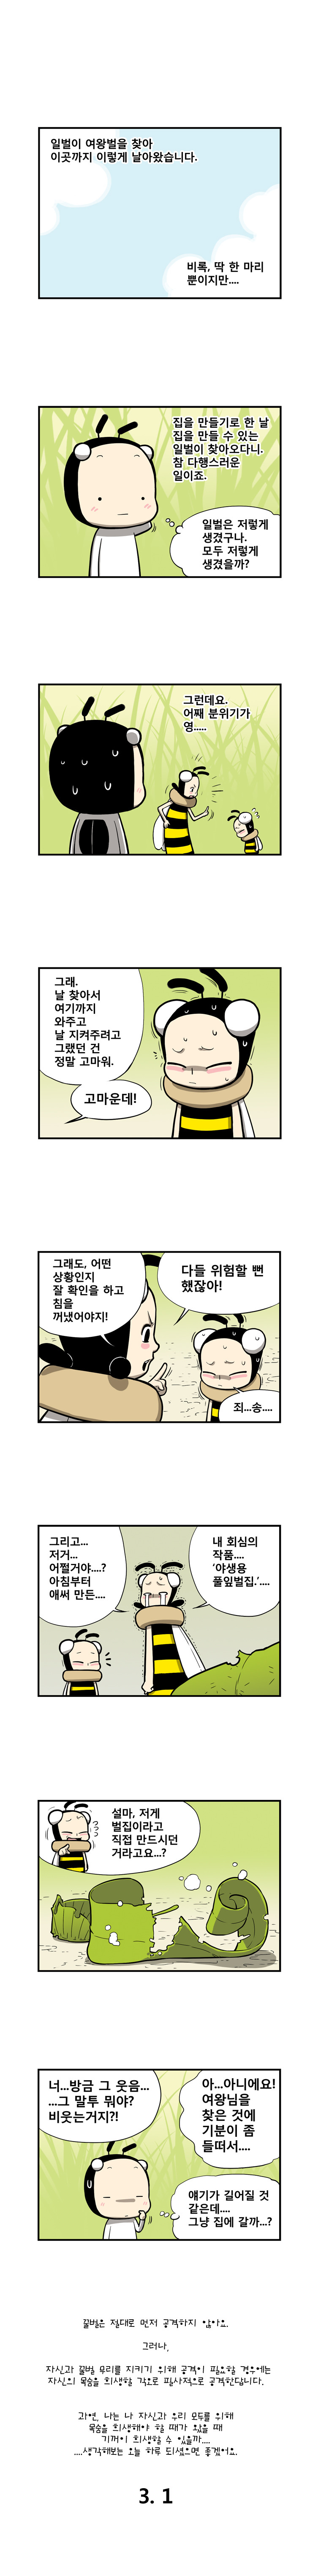 일벌이 여왕벌을 찾아
이곳까지 이렇게 날아왔습니다.
비록, 딱 한 마리
뿐이지만....
집을 만들기로 한 날
집을 만들 수 있는
일벌이 찾아오다니.
참 다행스러운
일이죠.
일벌은 저렇게
생겼구나.
모두 저렇게
생겼을까?
그런데요.
어째 분위기가
영.....
그래.
날 찾아서
여기까지
와주고
날 지켜주려고
그랬던 건
정말 고마워.
고마운데!
그래도, 어떤
상황인지
잘 확인을 하고
침을
꺼냈어야지!
다들 위험할 뻔
했잖아!
죄...송....
그리고...
저거...
어쩔거야....?
아침부터
애써 만든....
내 회심의
작품....
'야생용
풀잎벌집.'....
설마, 저게
벌집이라고
직접 만드시던
거라고요...?
너...방금 그 웃음...
...그 말투 뭐야?
비웃는거지?!
아...아니에요!
여왕님을
찾은 것에
기분이 좀
들떠서....
얘기가 길어질 것
같은데....
그냥 집에 갈까...?
꿀벌은 절대로 먼저 공격하지 않아요.
그러나,
자신과 꿀벌 무리를 지키기 위해 공격이 필요할 경우에는
자신의 목숨을 희생할 각오로 필사적으로 공격한답니다.
과연, 나는 나 자신과 우리 모두를 위해
목숨을 희생해야 할 때가 왔을 때
기꺼이 희생할 수 있을까....
....생각해보는 오늘 하루 되셨으면 좋겠어요.
3. 1